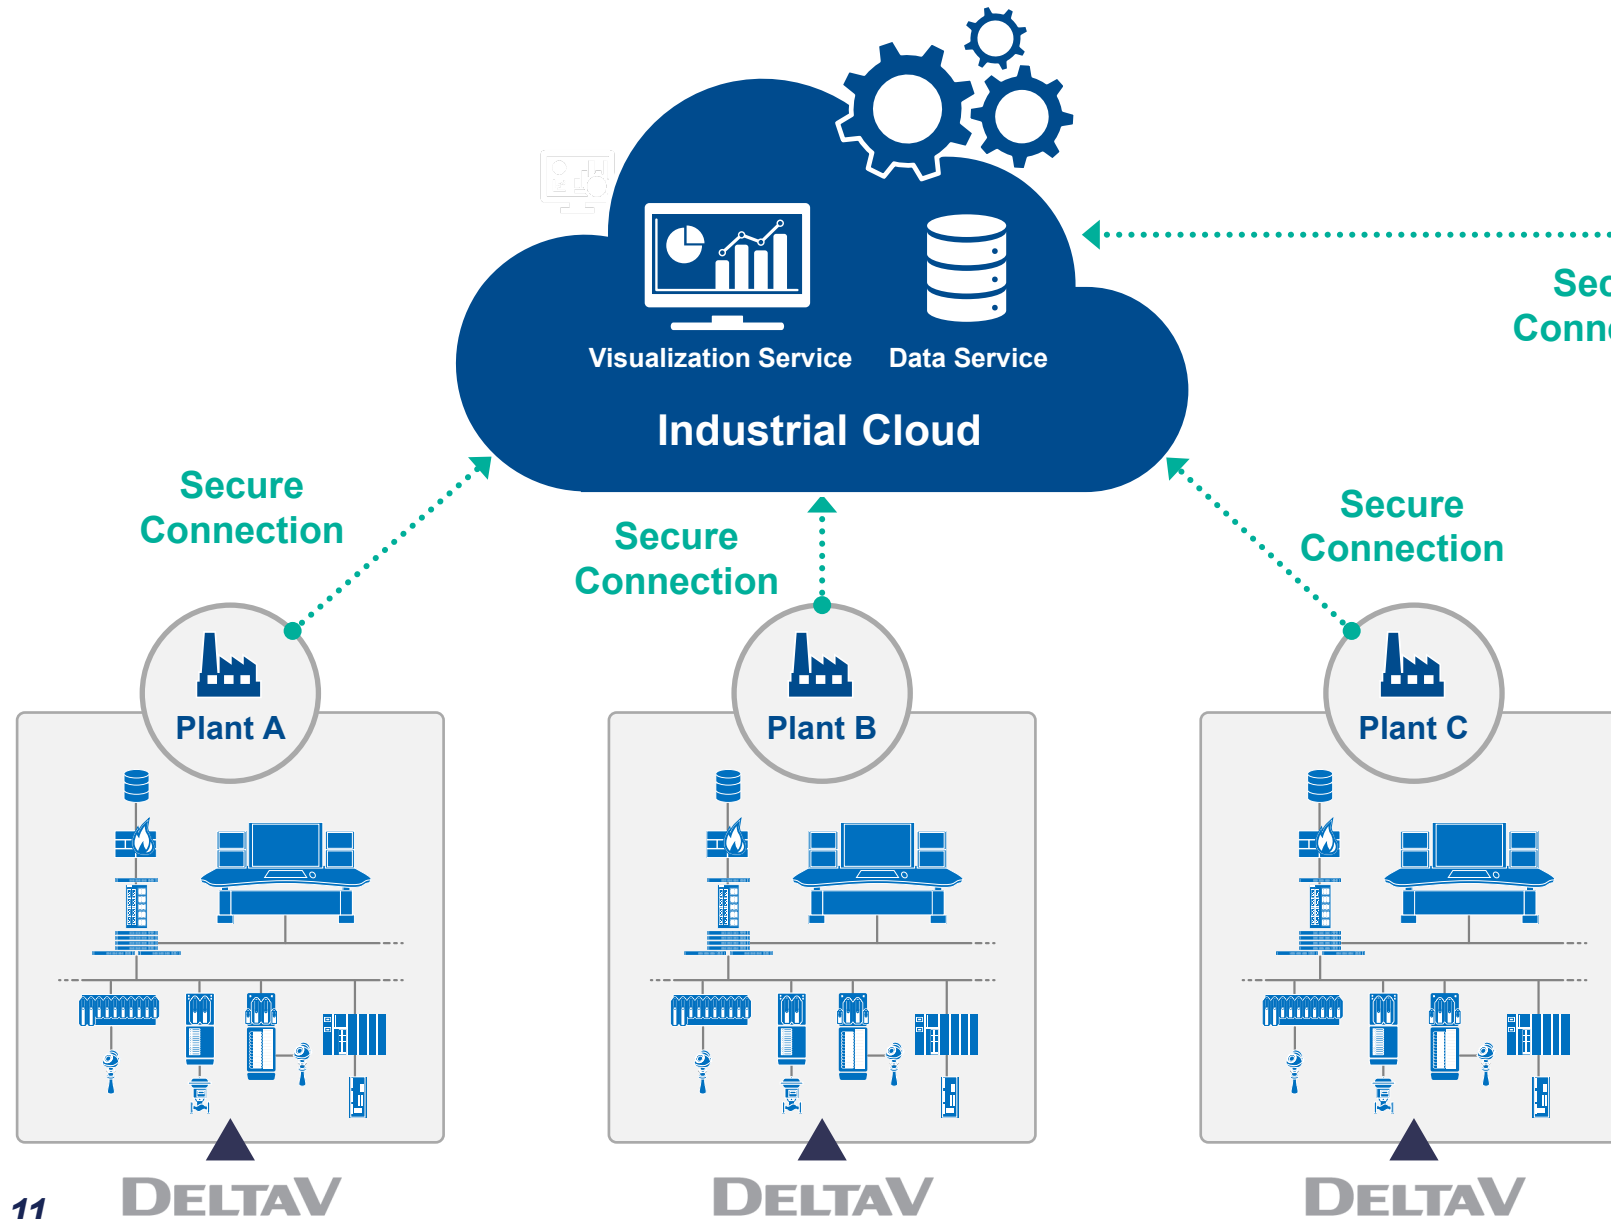 Visualization Service
Data Service
Industrial Cloud
Secure
Connection
Secure
Connection
Secure
Connection
Plant A
Plant B
Plant C
DELTAV
DELTAV
DELTAV
11